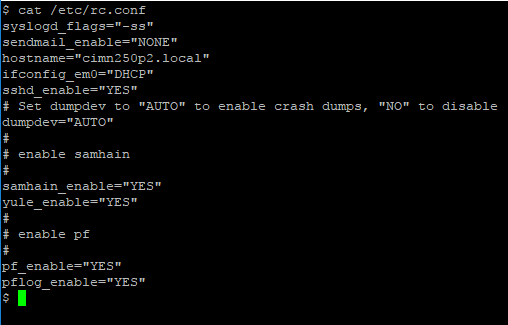 $ cat /etc/rc.conf
syslogd_flags="-ss"
sendmail_enable="NONE"
hostname="cimn250p2.local"
ifconfig_em0="DHCP"
sshd_enable="YES"
# Set dumpdev to "AUTO" to enable crash dumps, "NO" to disable
dumpdev="AUTO"
#
# enable samhain
#
samhain_enable="YES"
yule_enable="YES"
#
# enable pf
#
pf_enable="YES"
pflog_enable="YES"
$